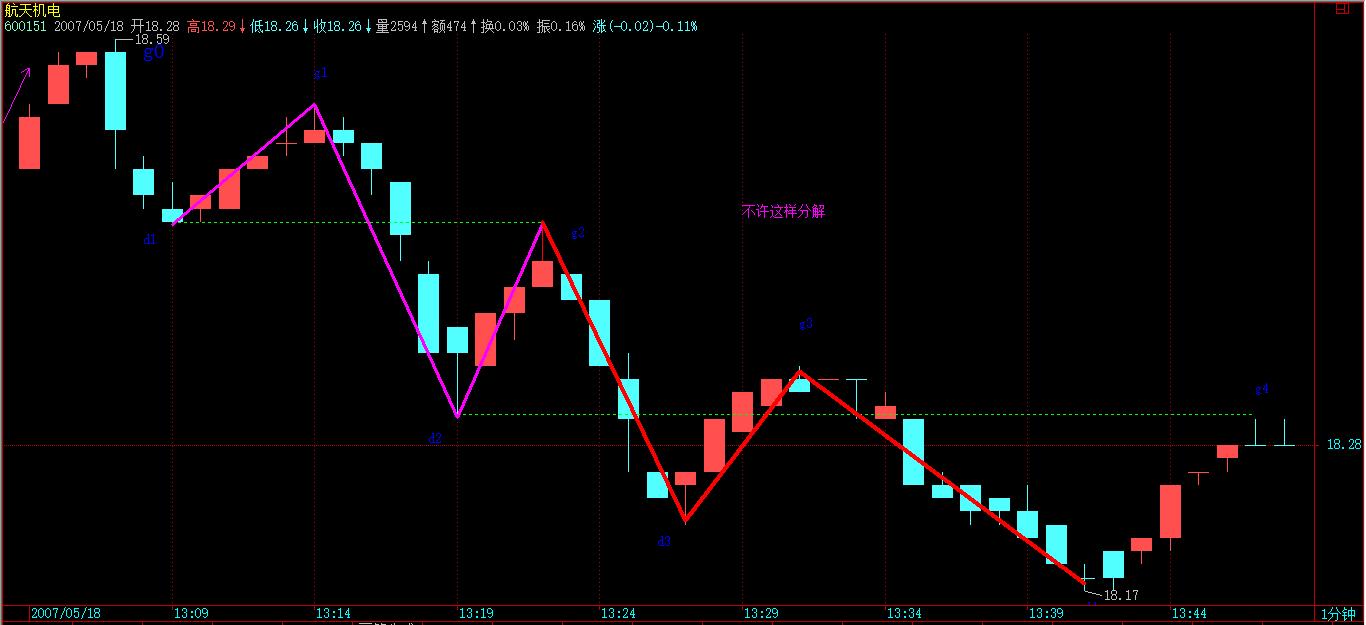 航天机电
600151 2007/05/18 开18.28 高18.29↓低18.26↓收18.26↓量2594↑额474↑换0.03% 振0.16% 涨(-0.02)-0.11%
18.59
g0
g1
不许这样分解
d1
g2
g3
g4
d2
18.28
d3
18.17
2007/05/18 13:09 13:14 13:19 13:24 13:29 13:34 13:39 13:44 1分钟